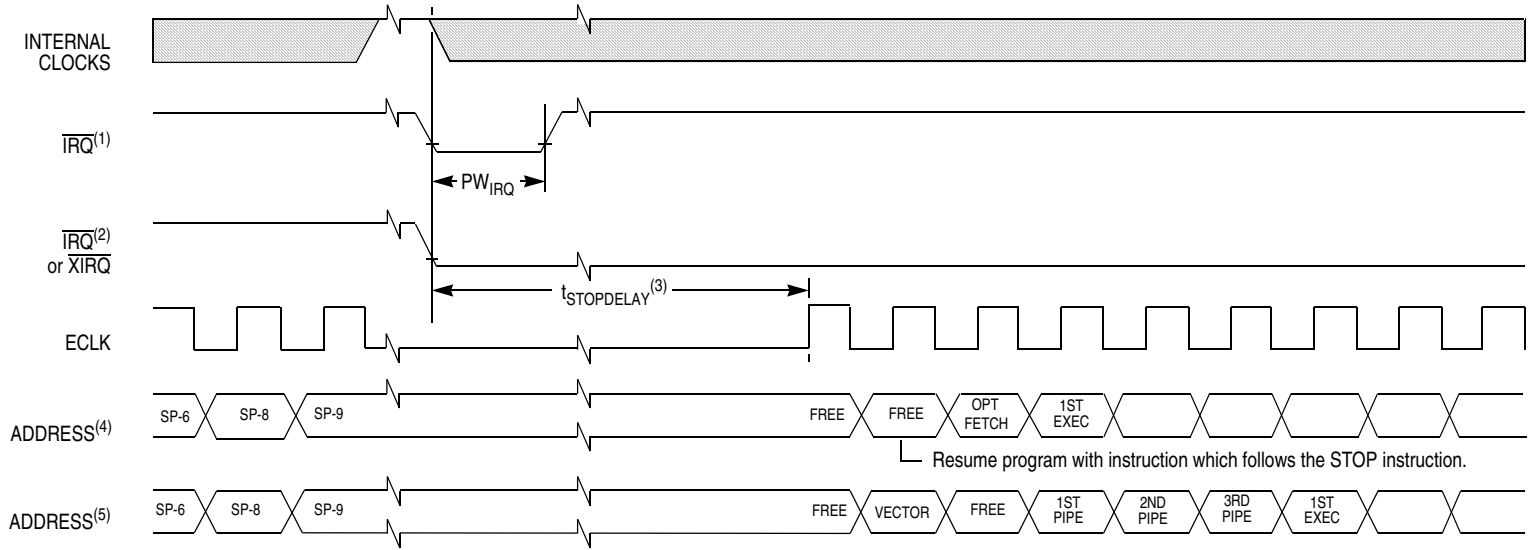 INTERNAL
CLOCKS
IRQ(1)
PWIRQ
IRQ(2)
or XIRQ
tSTOPDELAY(3)
ECLK
ADDRESS(4)
SP-6 SP-8 SP-9 FREE FREE OPT FETCH 1ST EXEC
Resume program with instruction which follows the STOP instruction.
ADDRESS(5)
SP-6 SP-8 SP-9 FREE VECTOR FREE 1ST PIPE 2ND PIPE 3RD PIPE 1ST EXEC